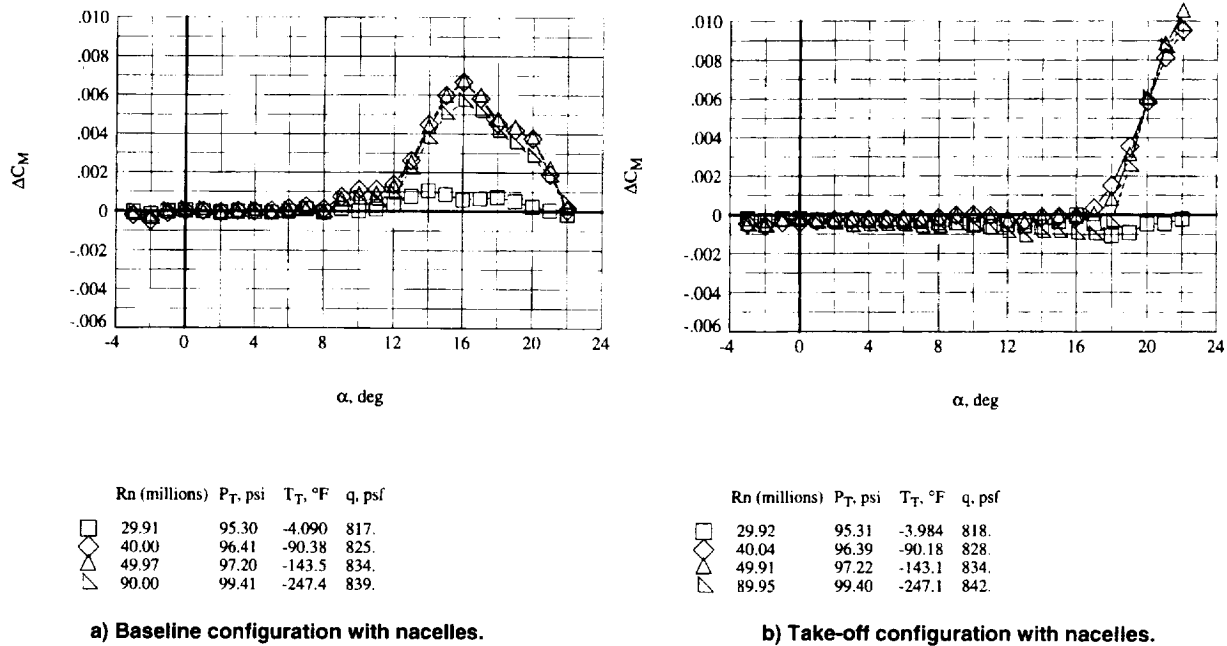 .010
.008
.006
.004
.002
0
-.002
-.004
-.006
ΔC_M
-4 0 4 8 12 16 20 24
α, deg
Rn (millions) P_T, psi T_T, °F q, psf
29.91 95.30 -4.090 817.
40.00 96.41 -90.38 825.
49.97 97.20 -143.5 834.
90.00 99.41 -247.4 839.
a) Baseline configuration with nacelles.
.010
.008
.006
.004
.002
0
-.002
-.004
-.006
ΔC_M
-4 0 4 8 12 16 20 24
α, deg
Rn (millions) P_T, psi T_T, °F q, psf
29.92 95.31 -3.984 818.
40.04 96.39 -90.18 828.
49.91 97.22 -143.1 834.
89.95 99.40 -247.1 842.
b) Take-off configuration with nacelles.